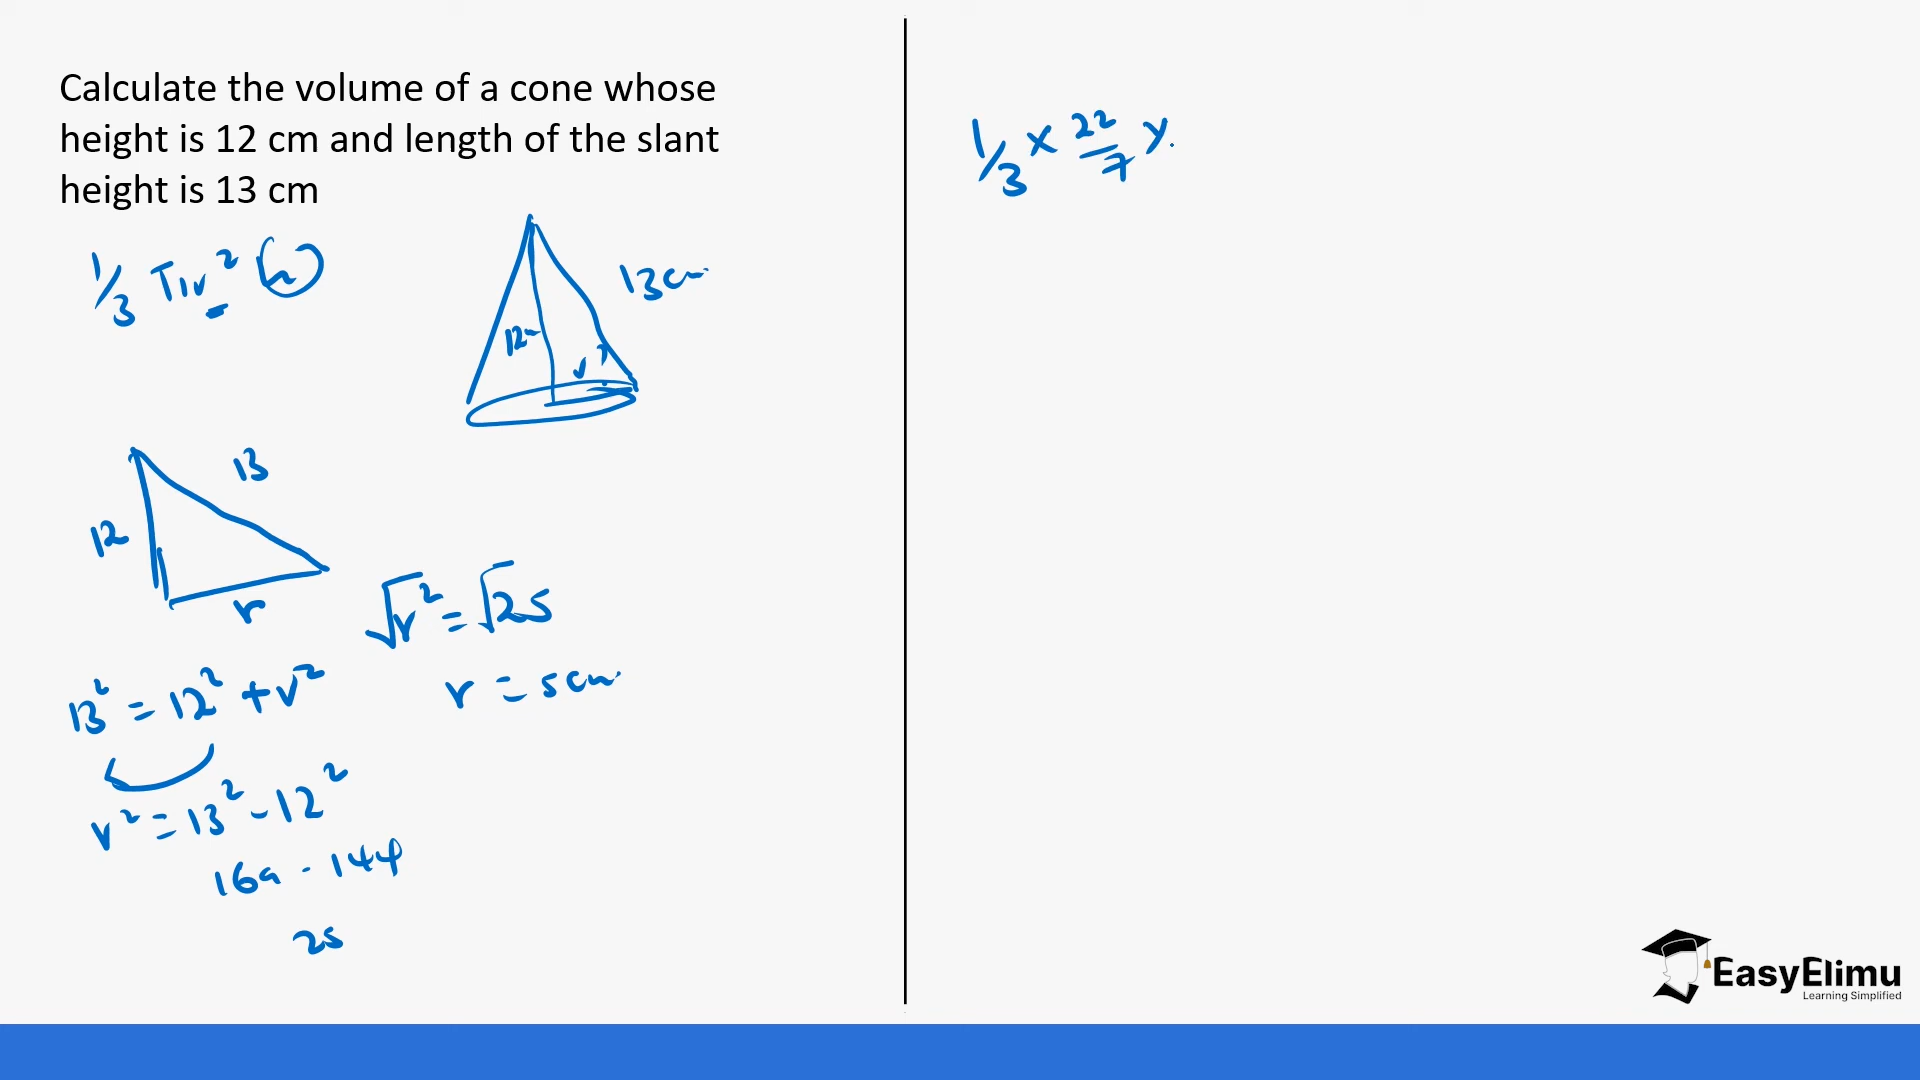 Calculate the volume of a cone whose
height is 12 cm and length of the slant
height is 13 cm
1/3 πr² h
13cm
12
r
13
12
r
√r² = √25
r = 5cm
13² = 12² + r²
r² = 13² - 12²
169 - 144
25
1/3 × 22/7 ×
EasyElimu
Learning Simplified